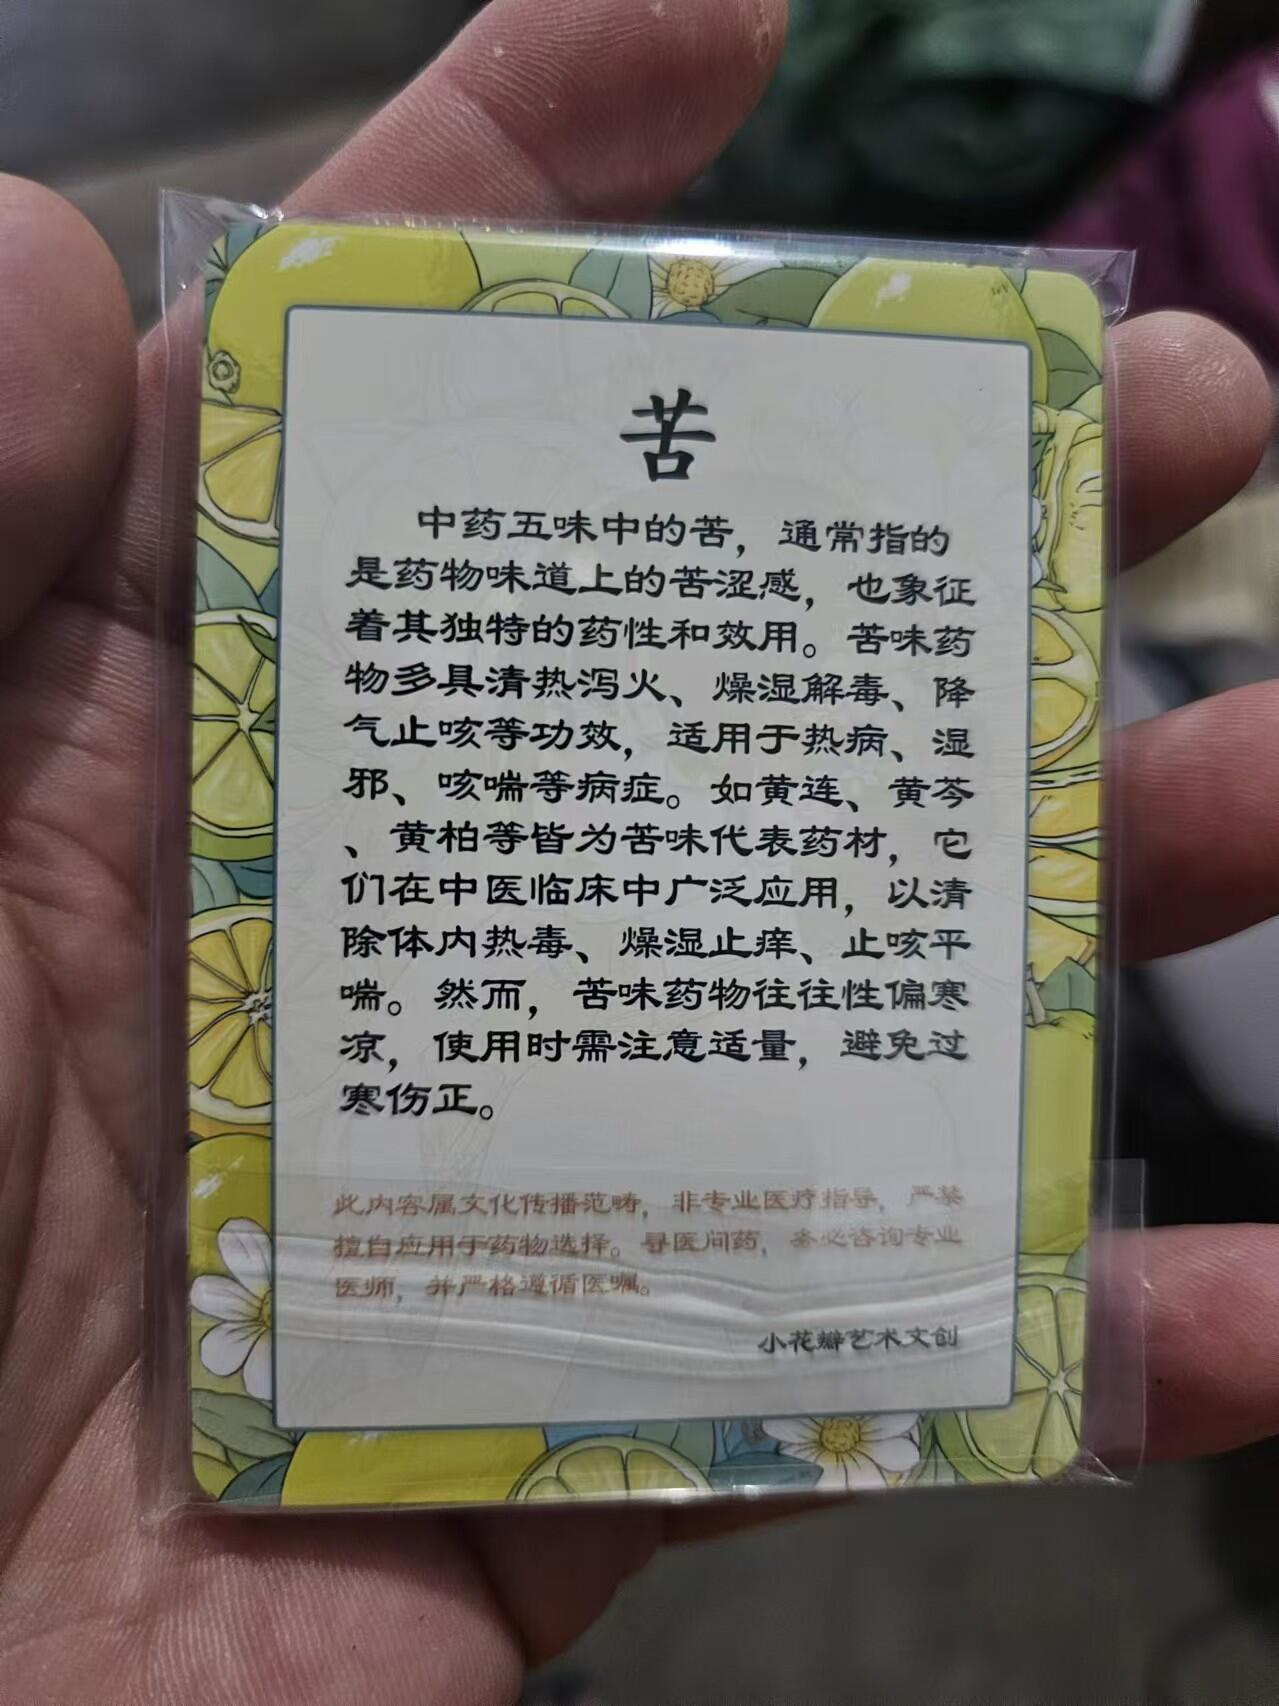 苦
中药五味中的苦，通常指的
是药物味道上的苦涩感，也象征
着其独特的药性和效用。苦味药
物多具清热泻火、燥湿解毒、降
气止咳等功效，适用于热病、湿
邪、咳喘等病症。如黄连、黄芩
、黄柏等皆为苦味代表药材，它
们在中医临床中广泛应用，以清
除体内热毒、燥湿止痒、止咳平
喘。然而，苦味药物往往性偏寒
凉，使用时需注意适量，避免过
寒伤正。
此内容属文化传播范畴，非专业医疗指导，严禁
擅自应用于药物选择。寻医问药，务必咨询专业
医师，并严格遵循医嘱。
小花瓣艺术文创